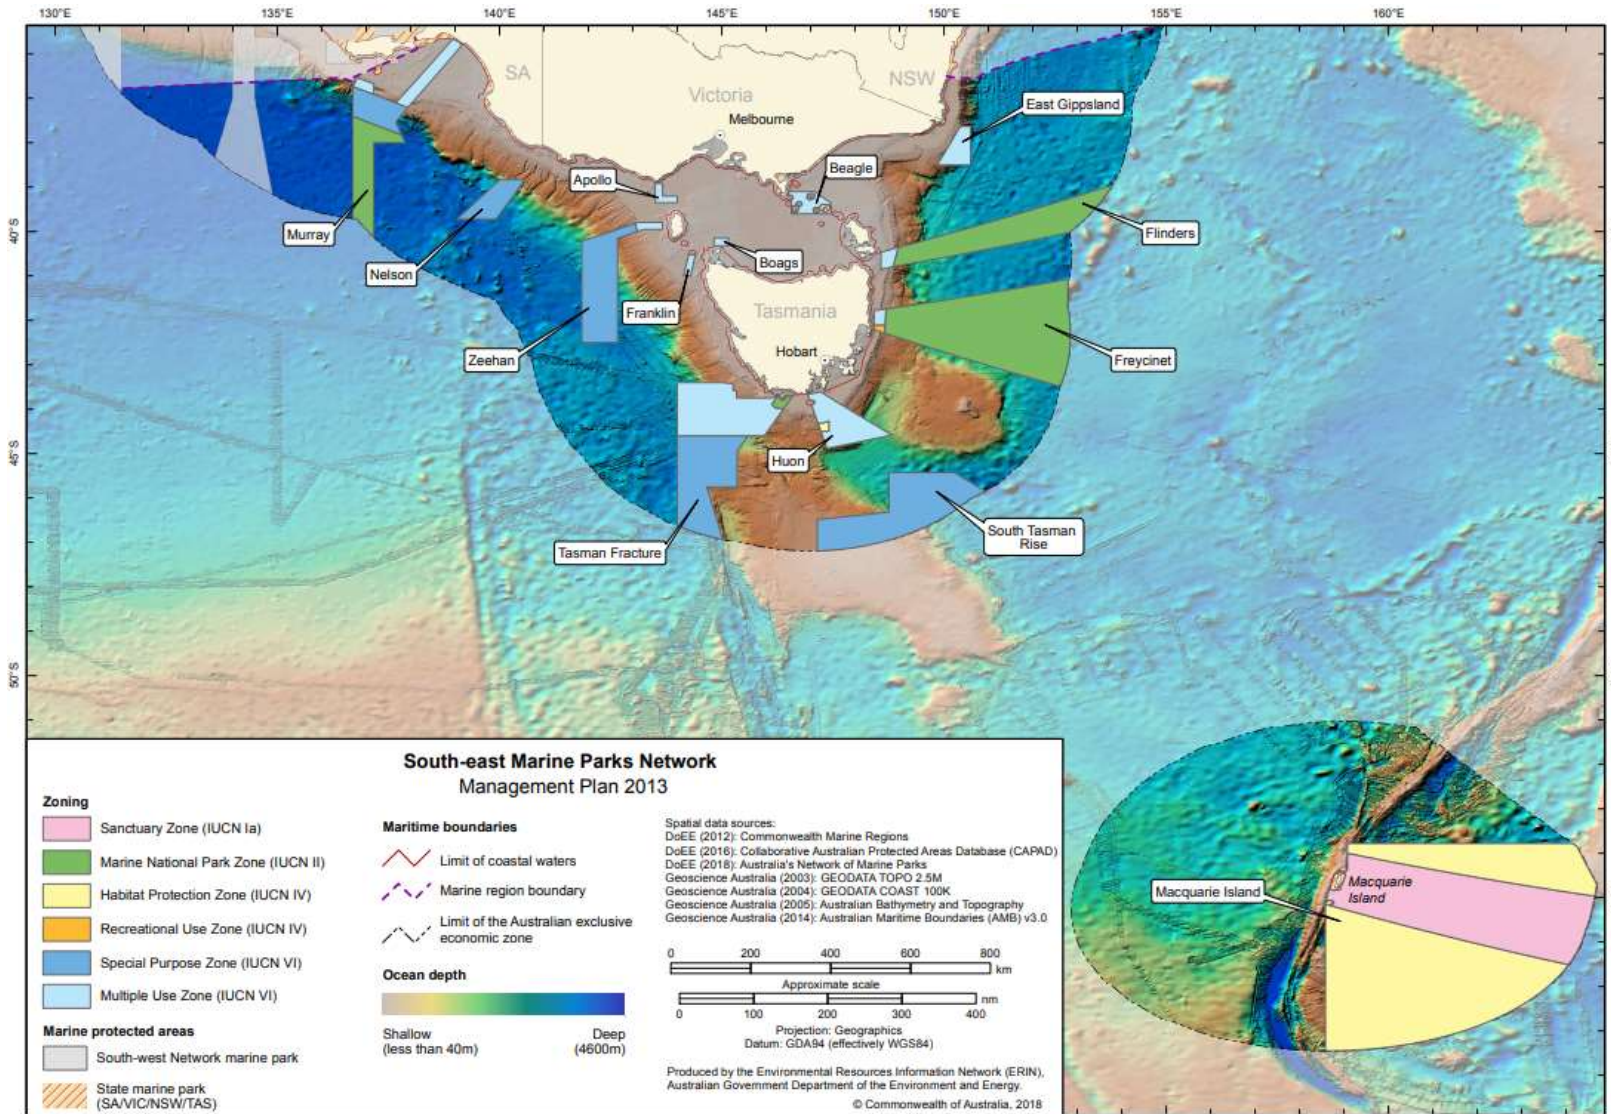 130°E 135°E 140°E 145°E 150°E 155°E 160°E
SA
Victoria
NSW
Melbourne
East Gippsland
Apollo
Beagle
40°S
Murray
Flinders
Nelson
Boags
Franklin
Tasmania
Zeehan
Hobart
Freycinet
45°S
Huon
Tasman Fracture
South Tasman
Rise
50°S
Macquarie Island
Macquarie
Island
South-east Marine Parks Network
Management Plan 2013
Zoning
Sanctuary Zone (IUCN Ia)
Marine National Park Zone (IUCN II)
Habitat Protection Zone (IUCN IV)
Recreational Use Zone (IUCN IV)
Special Purpose Zone (IUCN VI)
Multiple Use Zone (IUCN VI)
Marine protected areas
South-west Network marine park
State marine park
(SA/VIC/NSW/TAS)
Maritime boundaries
Limit of coastal waters
Marine region boundary
Limit of the Australian exclusive
economic zone
Ocean depth
Shallow
(less than 40m)
Deep
(4600m)
Spatial data sources:
DoEE (2012): Commonwealth Marine Regions
DoEE (2016): Collaborative Australian Protected Areas Database (CAPAD)
DoEE (2018): Australia's Network of Marine Parks
Geoscience Australia (2003): GEODATA TOPO 2.5M
Geoscience Australia (2004): GEODATA COAST 100K
Geoscience Australia (2005): Australian Bathymetry and Topography
Geoscience Australia (2014): Australian Maritime Boundaries (AMB) v3.0
0 200 400 600 800
km
Approximate scale
nm
0 100 200 300 400
Projection: Geographics
Datum: GDA94 (effectively WGS84)
Produced by the Environmental Resources Information Network (ERIN),
Australian Government Department of the Environment and Energy.
© Commonwealth of Australia, 2018